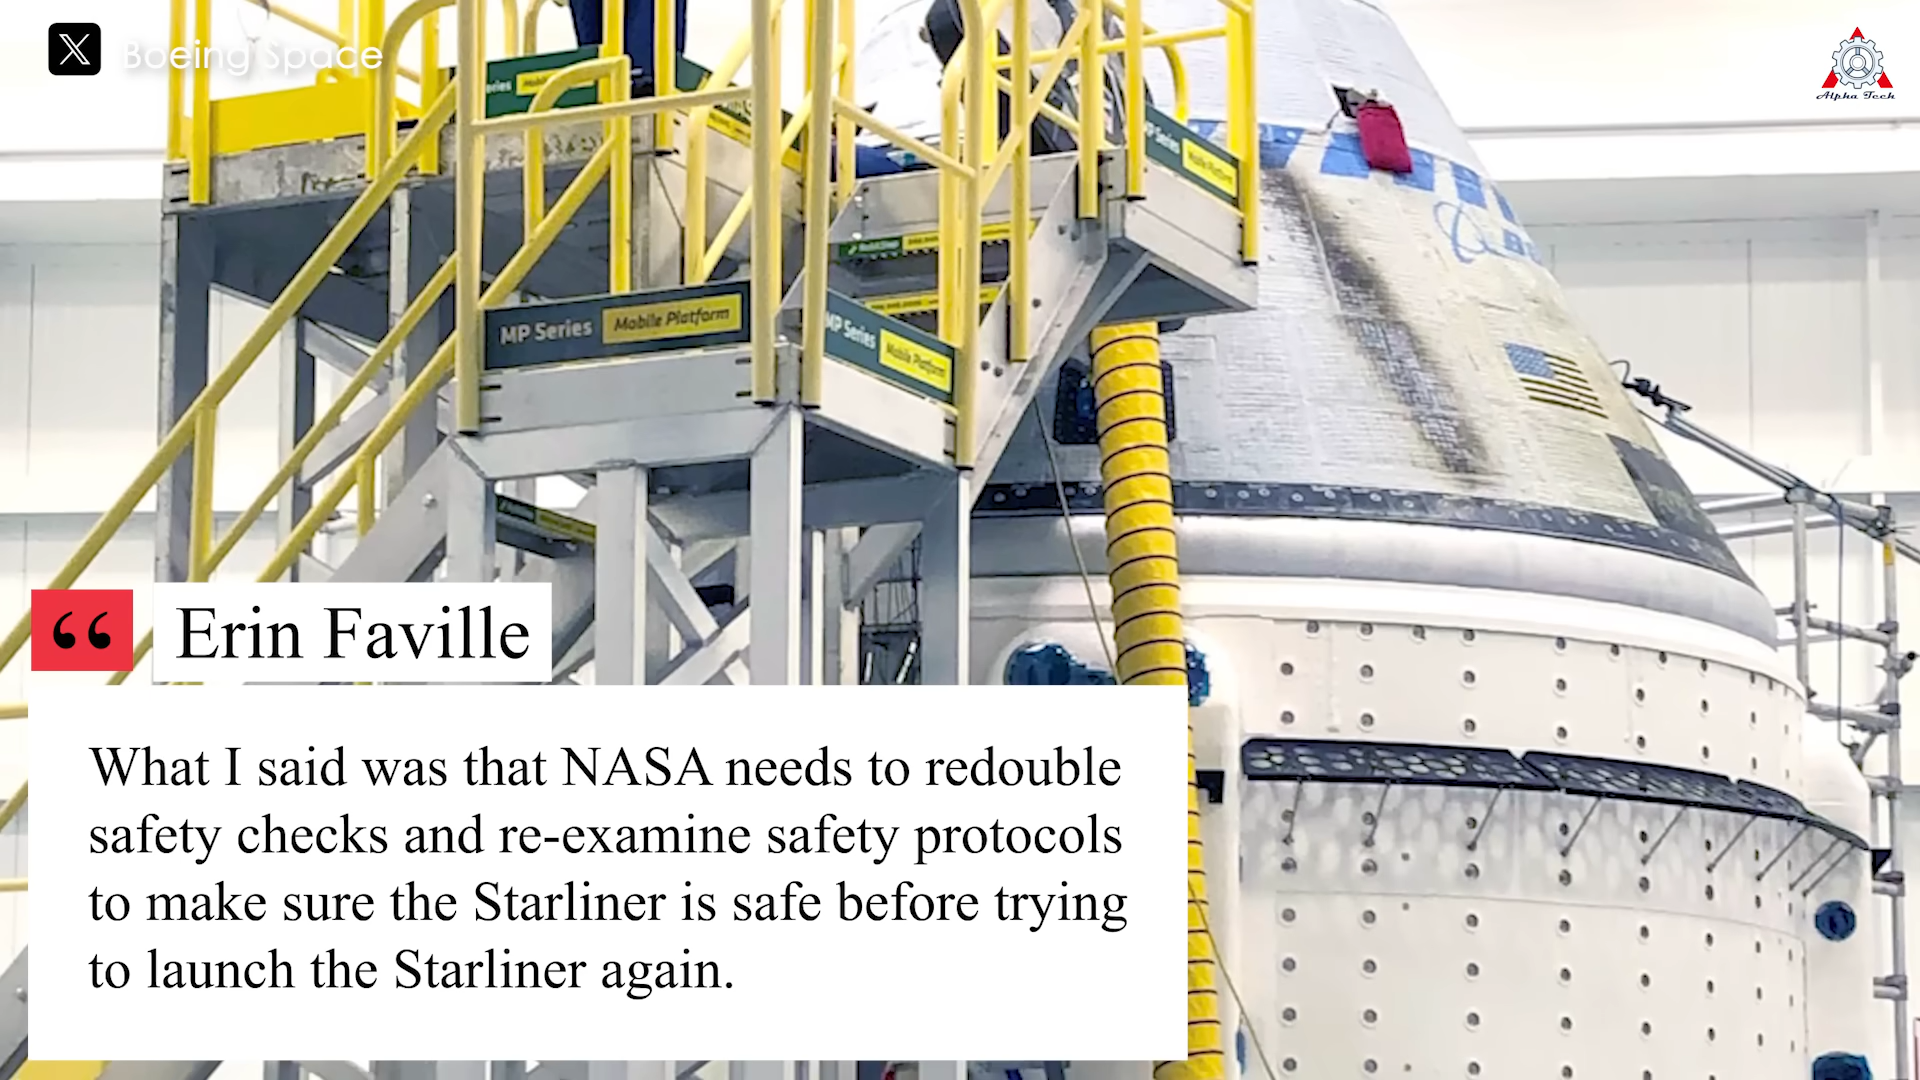 X Boeing Space
Alpha Tech
MP Series Mobile Platform
MP Series Mobile Platform
Mobile Platform
“ Erin Faville
What I said was that NASA needs to redouble
safety checks and re-examine safety protocols
to make sure the Starliner is safe before trying
to launch the Starliner again.